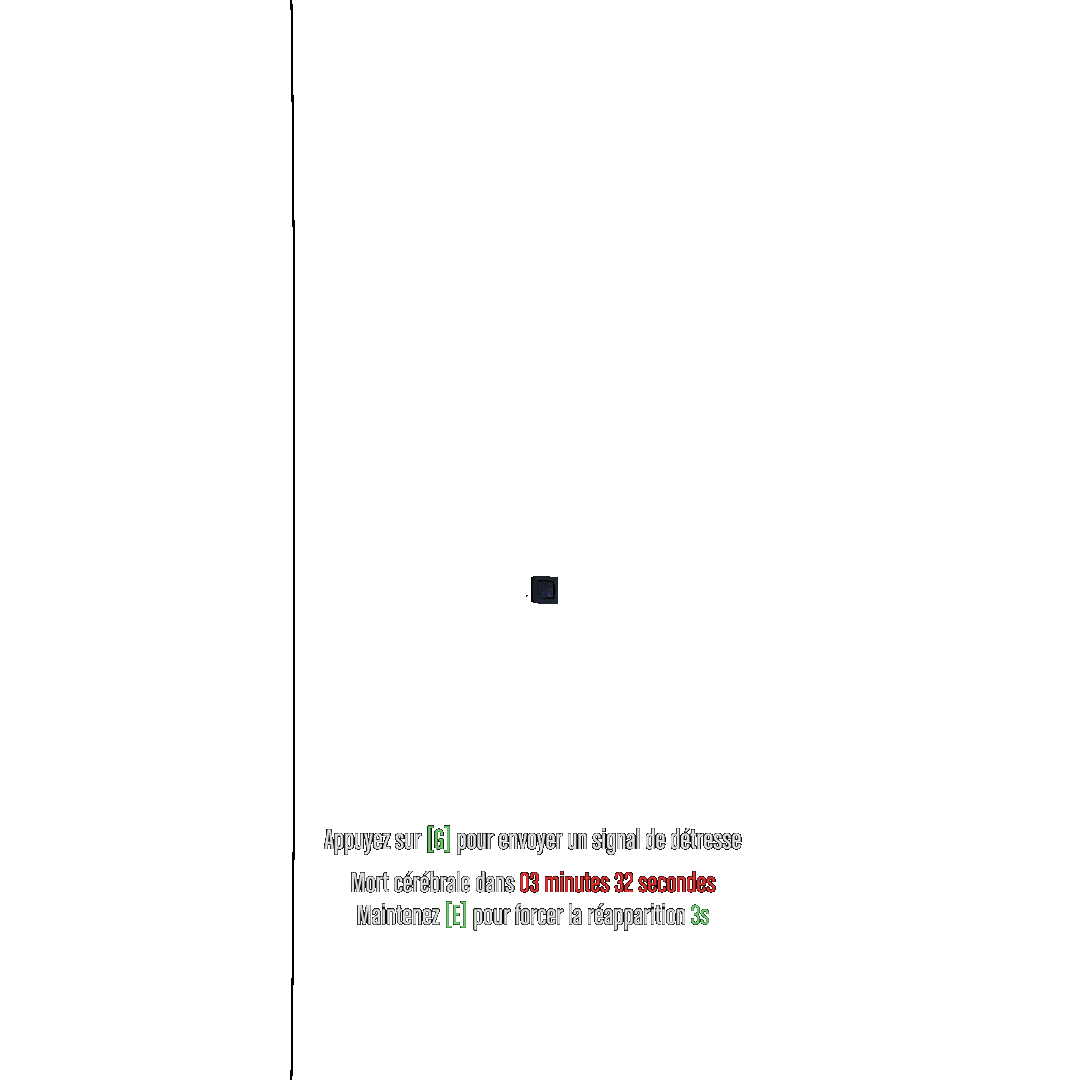 Appuyez sur [G] pour envoyer un signal de détresse
Mort cérébrale dans 03 minutes 32 secondes
Maintenez [E] pour forcer la réapparition 3s